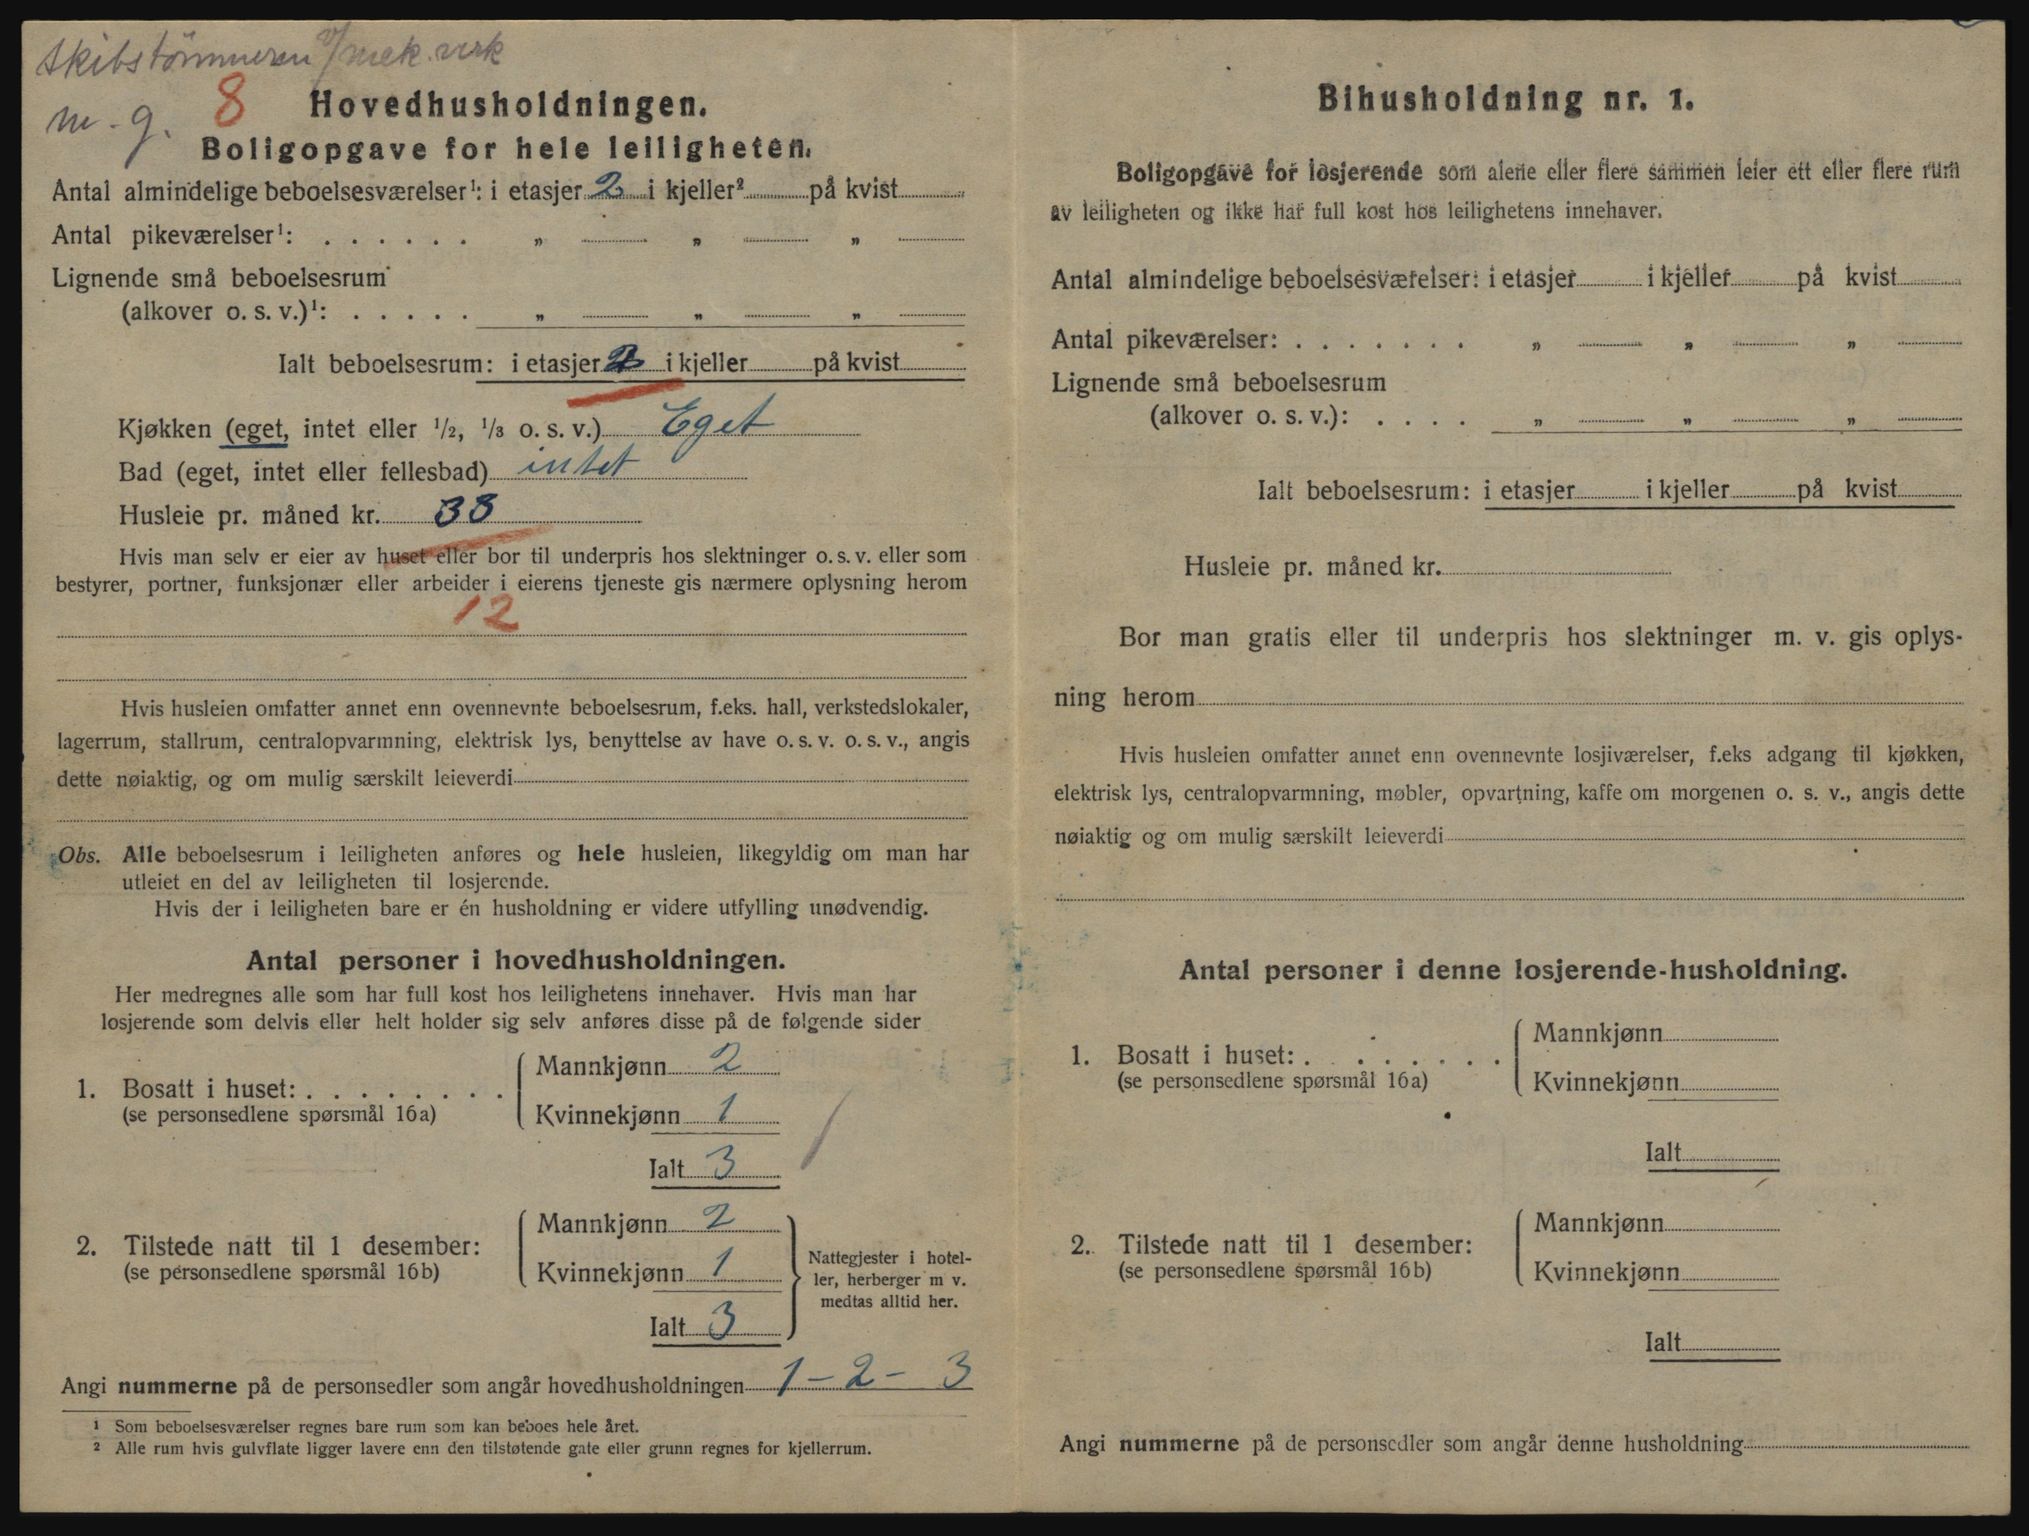 Skibstömmeren v/ mek. verk
m - g. 8
Hovedhusholdningen.
Boligopgave for hele leiligheten.
Antal almindelige beboelsesværelser¹: i etasjer 2 i kjeller² på kvist
Antal pikeværelser¹: . . . . . . „ „ „
Lignende små beboelsesrum
(alkover o. s. v.)¹: . . . . . „ „ „
Ialt beboelsesrum: i etasjer 2 i kjeller på kvist
Kjøkken (eget, intet eller 1/2, 1/3 o. s. v.) Eget
Bad (eget, intet eller fellesbad) intet
Husleie pr. måned kr. 38
Hvis man selv er eier av huset eller bor til underpris hos slektninger o. s. v. eller som
bestyrer, portner, funksjonær eller arbeider i eierens tjeneste gis nærmere oplysning herom
12
Hvis husleien omfatter annet enn ovennevnte beboelsesrum, f.eks. hall, verkstedslokaler,
lagerrum, stallrum, centralopvarmning, elektrisk lys, benyttelse av have o. s. v. o. s. v., angis
dette nøiaktig, og om mulig særskilt leieverdi
Obs. Alle beboelsesrum i leiligheten anføres og hele husleien, likegyldig om man har
utleiet en del av leiligheten til losjerende.
Hvis der i leiligheten bare er én husholdning er videre utfylling unødvendig.
Antal personer i hovedhusholdningen.
Her medregnes alle som har full kost hos leilighetens innehaver. Hvis man har
losjerende som delvis eller helt holder sig selv anføres disse på de følgende sider
1. Bosatt i huset: . . . . . . . . Mannkjønn 2
(se personsedlene spørsmål 16a) Kvinnekjønn 1
Ialt 3
2. Tilstede natt til 1 desember: Mannkjønn 2
(se personsedlene spørsmål 16b) Kvinnekjønn 1
Ialt 3
Nattegjester i hotel-
ler, herberger m v.
medtas alltid her.
Angi nummerne på de personsedler som angår hovedhusholdningen 1 - 2 - 3
1 Som beboelsesværelser regnes bare rum som kan beboes hele året.
2 Alle rum hvis gulvflate ligger lavere enn den tilstøtende gate eller grunn regnes for kjellerrum.
Bihusholdning nr. 1.
Boligopgave for losjerende som alene eller flere sammen leier ett eller flere rum
av leiligheten og ikke har full kost hos leilighetens innehaver.
Antal almindelige beboelsesværelser: i etasjer i kjeller på kvist
Antal pikeværelser: . . . . . . . „ „ „
Lignende små beboelsesrum
(alkover o. s. v.): . . . . „ „ „
Ialt beboelsesrum: i etasjer i kjeller på kvist
Husleie pr. måned kr.
Bor man gratis eller til underpris hos slektninger m. v. gis oplys-
ning herom
Hvis husleien omfatter annet enn ovennevnte losjiværelser, f.eks adgang til kjøkken,
elektrisk lys, centralopvarmning, møbler, opvartning, kaffe om morgenen o. s. v., angis dette
nøiaktig og om mulig særskilt leieverdi
Antal personer i denne losjerende-husholdning.
1. Bosatt i huset: . . . . . . . Mannkjønn
(se personsedlene spørsmål 16a) Kvinnekjønn
Ialt
2. Tilstede natt til 1 desember: Mannkjønn
(se personsedlene spørsmål 16b) Kvinnekjønn
Ialt
Angi nummerne på de personsedler som angår denne husholdning